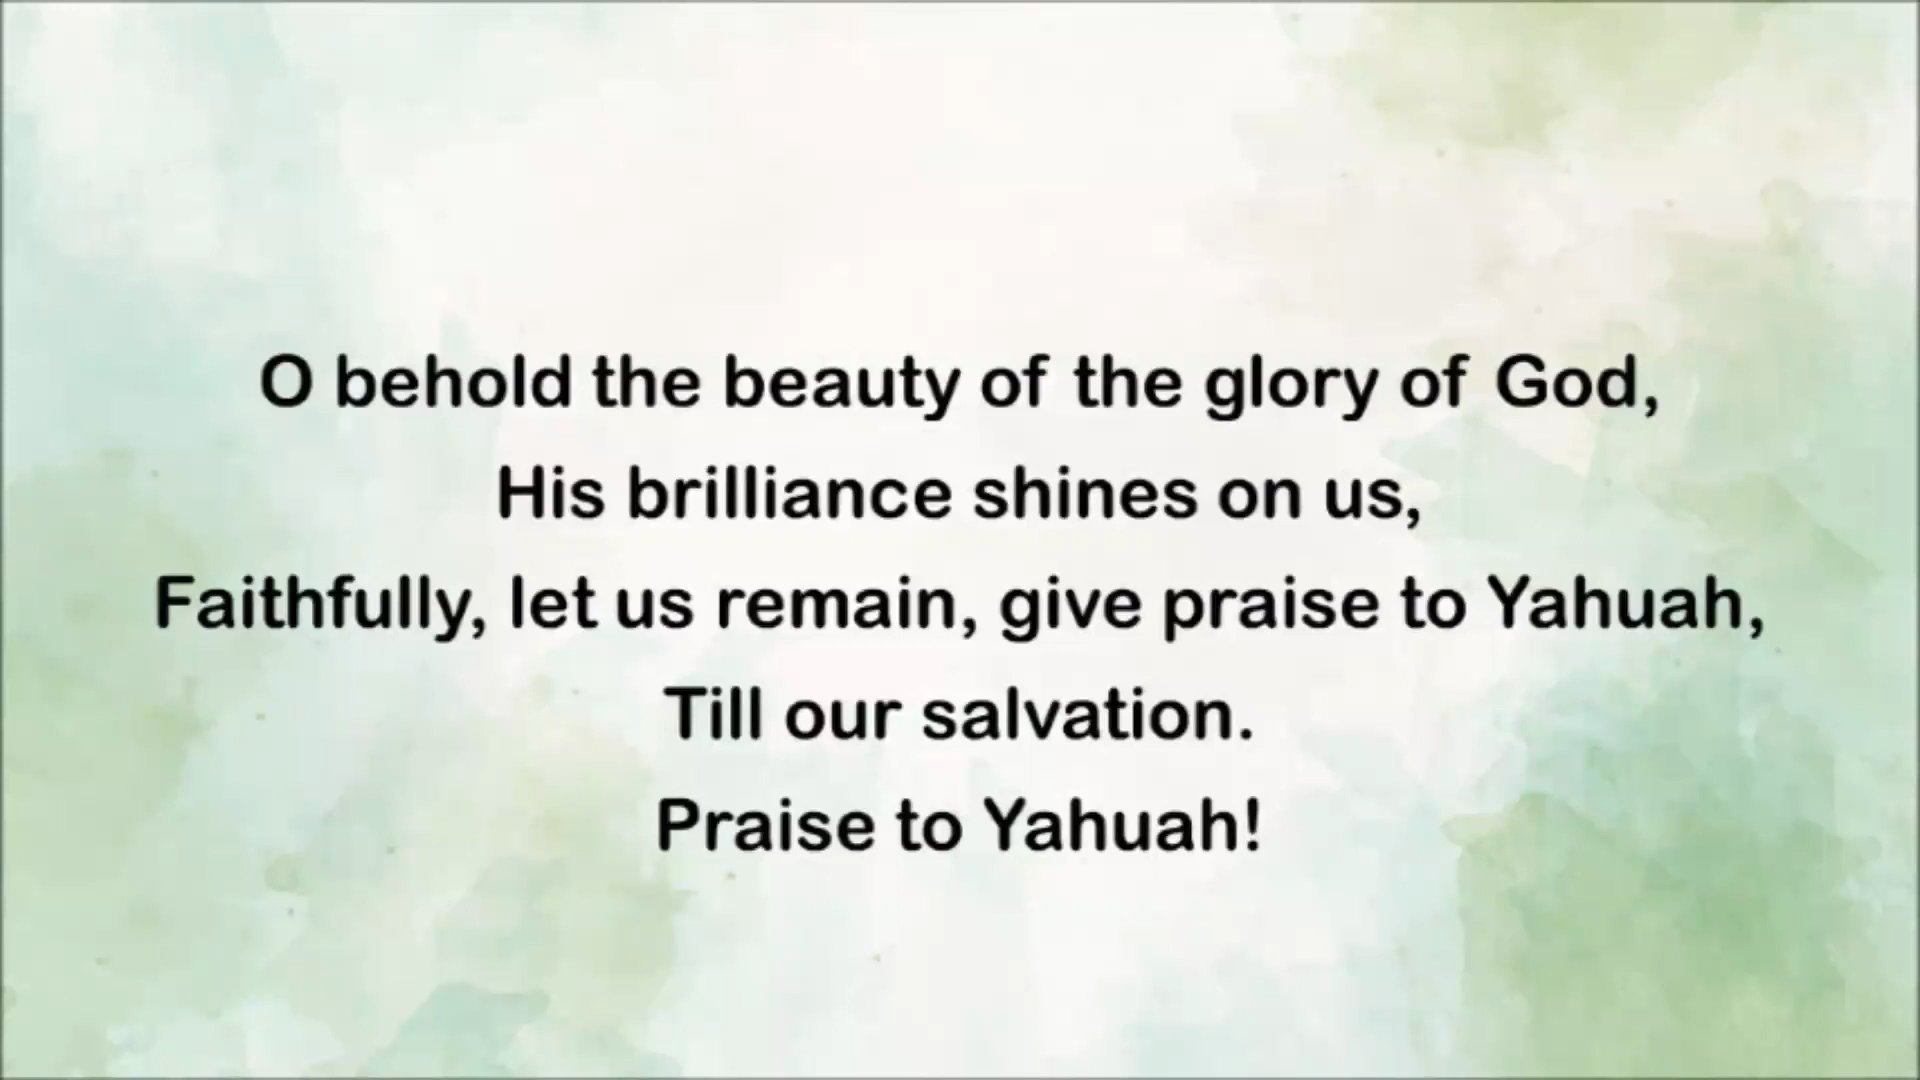 O behold the beauty of the glory of God,
His brilliance shines on us,
Faithfully, let us remain, give praise to Yahuah,
Till our salvation.
Praise to Yahuah!